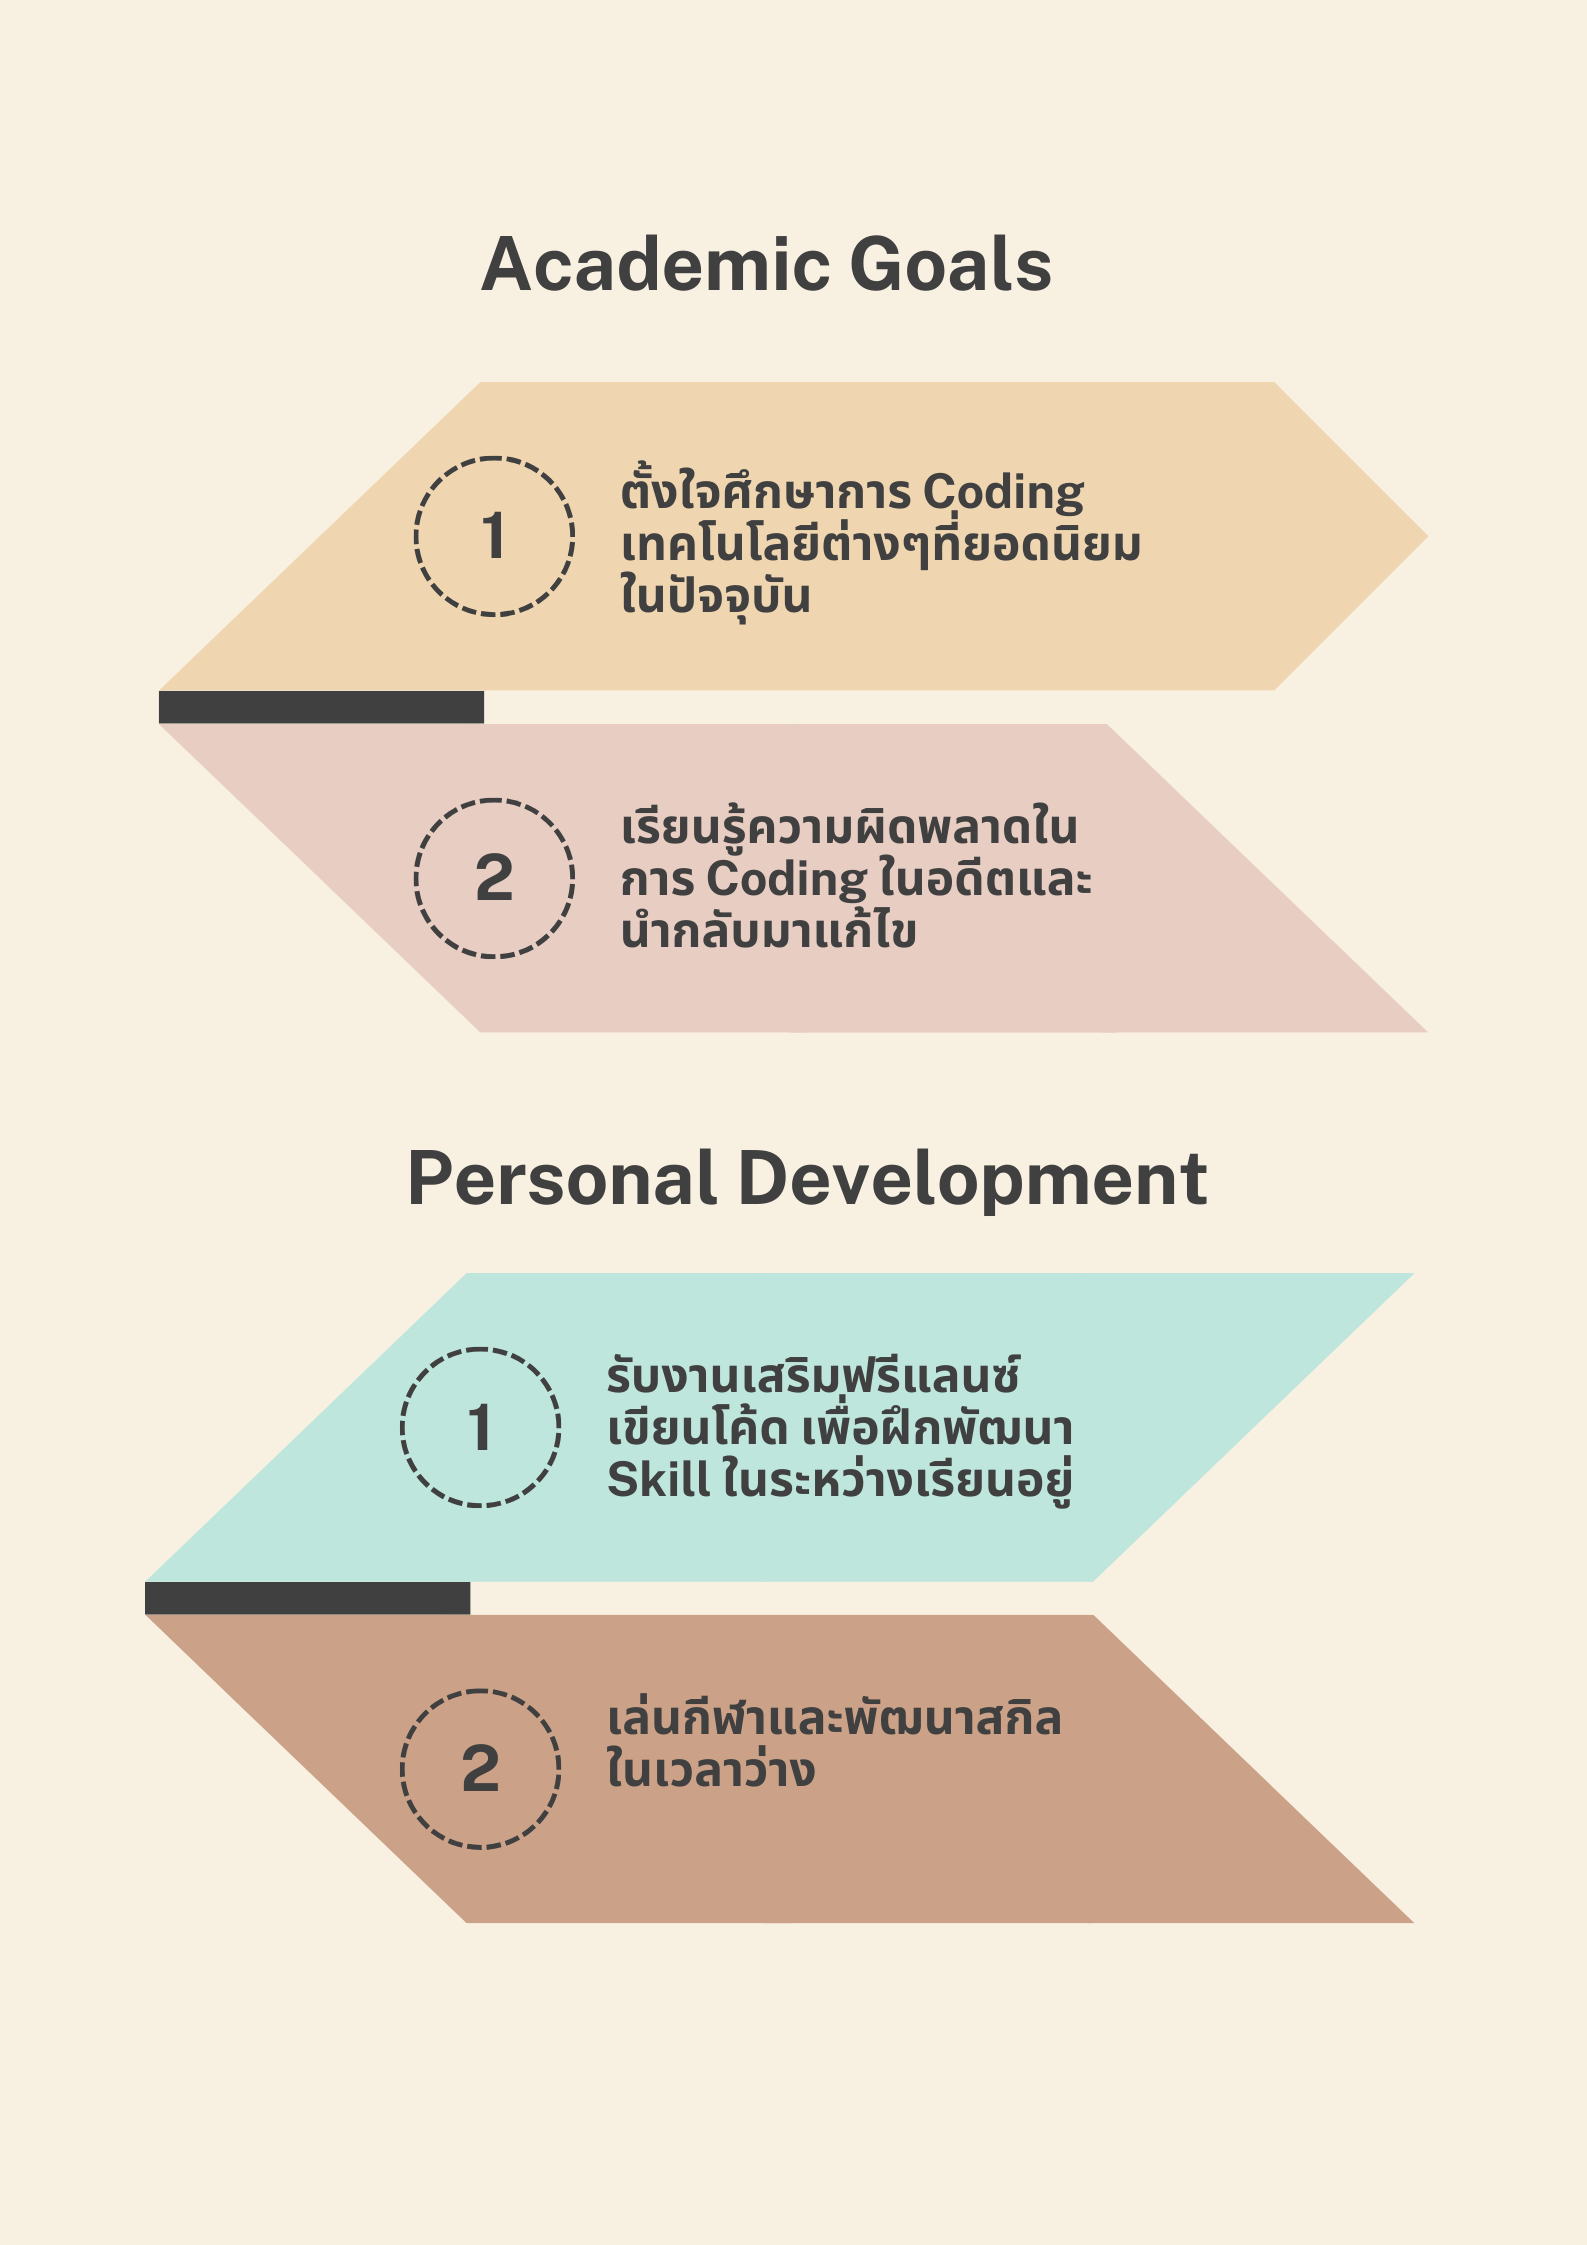 Academic Goals
1
ตั้งใจศึกษาการ Coding
เทคโนโลยีต่างๆที่ยอดนิยม
ในปัจจุบัน
2
เรียนรู้ความผิดพลาดใน
การ Coding ในอดีตและ
นำกลับมาแก้ไข
Personal Development
1
รับงานเสริมฟรีแลนซ์
เขียนโค้ด เพื่อฝึกพัฒนา
Skill ในระหว่างเรียนอยู่
2
เล่นกีฬาและพัฒนาสกิล
ในเวลาว่าง